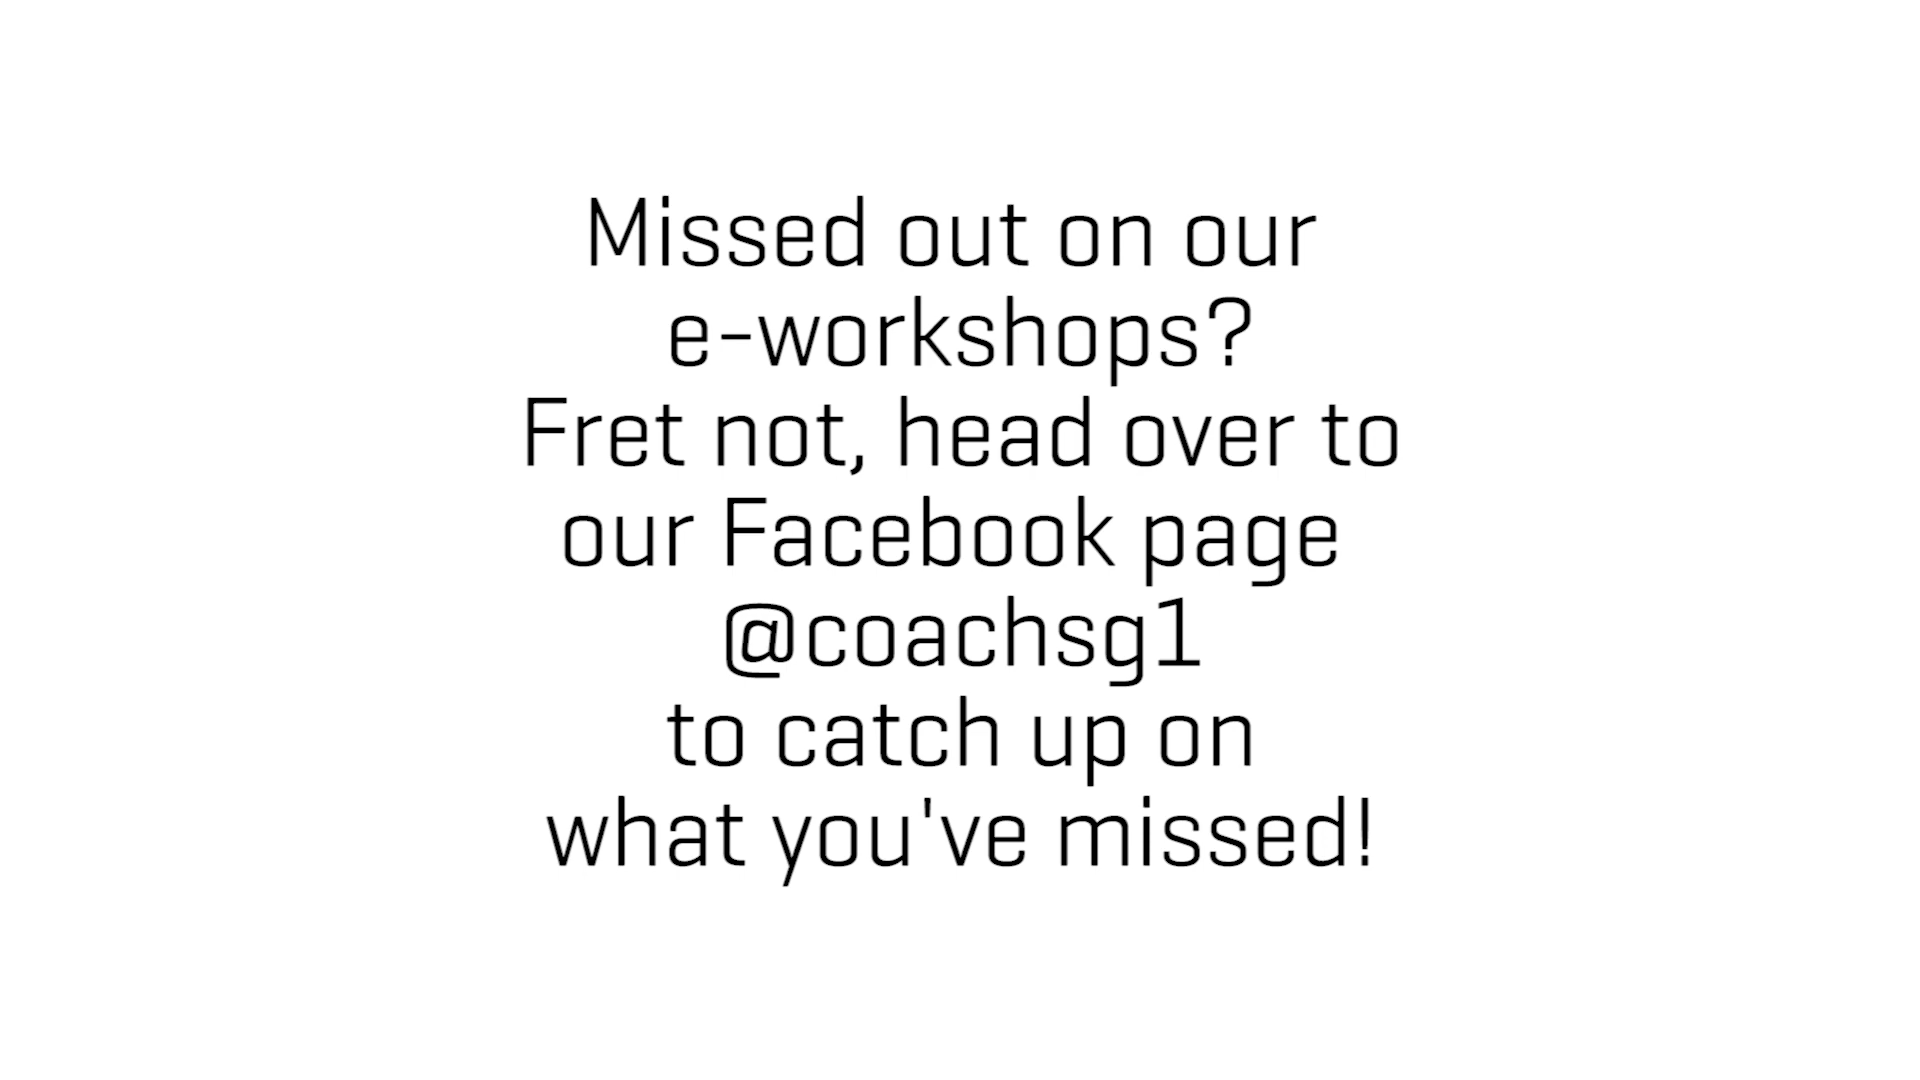 Missed out on our
e-workshops?
Fret not, head over to
our Facebook page
@coachsg1
to catch up on
what you've missed!